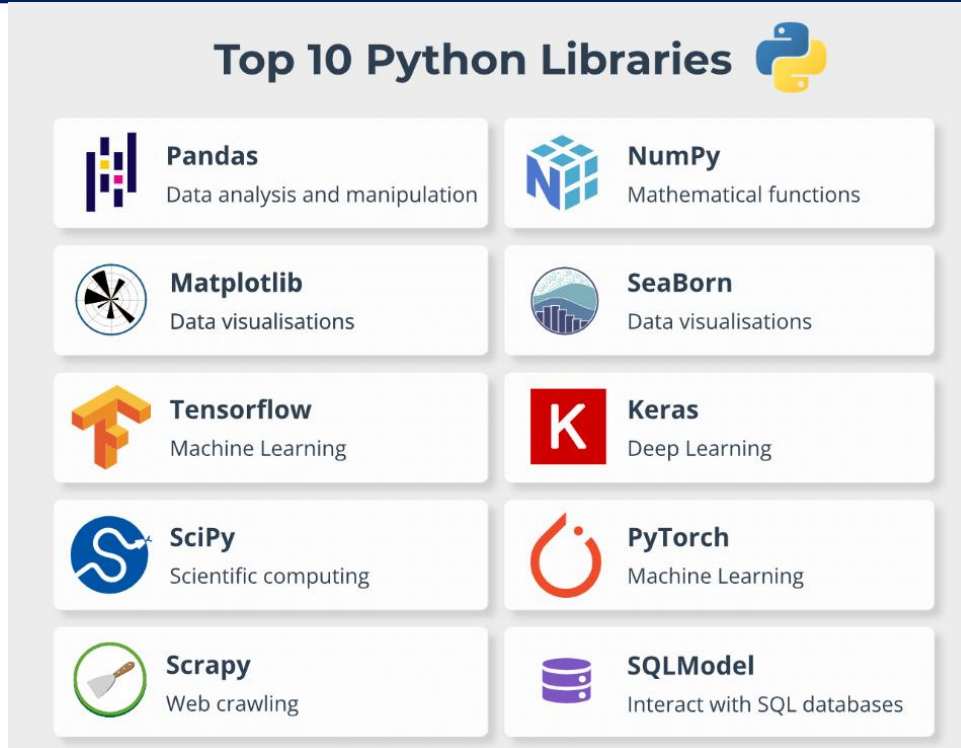 Top 10 Python Libraries
Pandas
Data analysis and manipulation
NumPy
Mathematical functions
Matplotlib
Data visualisations
SeaBorn
Data visualisations
Tensorflow
Machine Learning
K
Keras
Deep Learning
SciPy
Scientific computing
PyTorch
Machine Learning
Scrapy
Web crawling
SQLModel
Interact with SQL databases